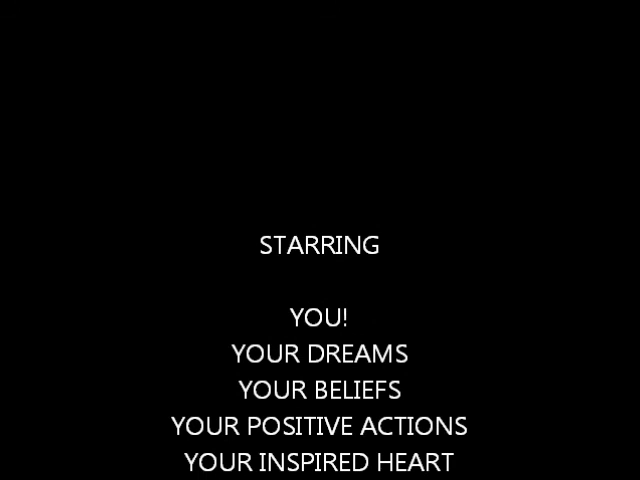 STARRING
YOU!
YOUR DREAMS
YOUR BELIEFS
YOUR POSITIVE ACTIONS
YOUR INSPIRED HEART